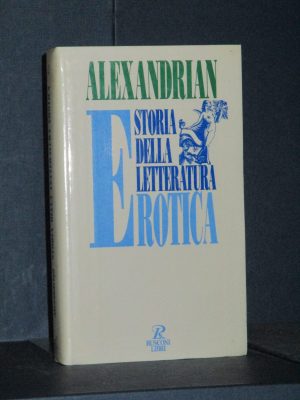 ALEXANDRIAN
STORIA
DELLA
LETTERATURA
EROTICA
R
RUSCONI
LIBRI